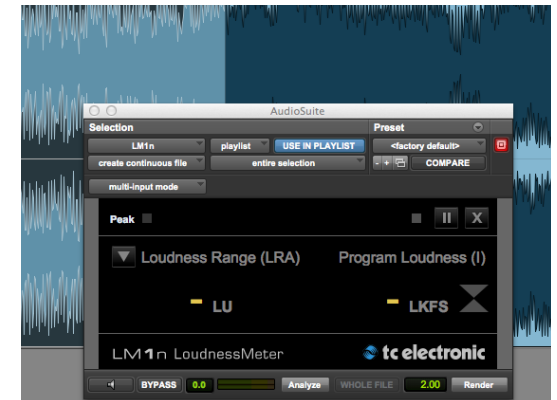 AudioSuite
Selection
Preset
LM1n playlist USE IN PLAYLIST <factory default>
create continuous file entire selection - + COMPARE
multi-input mode
Peak
Loudness Range (LRA) Program Loudness (I)
- LU - LKFS
LM1n LoudnessMeter tc electronic
BYPASS 0.0 Analyze WHOLE FILE 2.00 Render